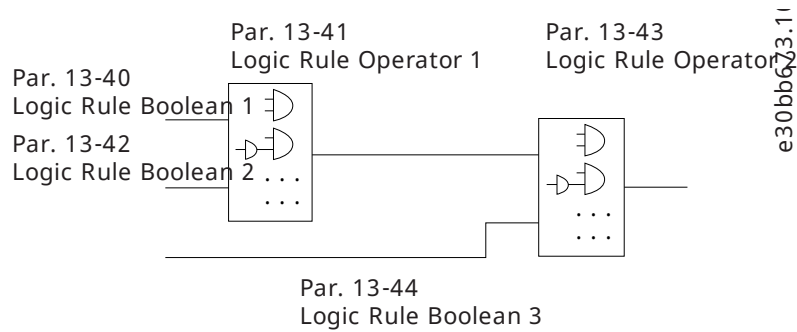 Par. 13-41
Logic Rule Operator 1
Par. 13-43
Logic Rule Operator 2
Par. 13-40
Logic Rule Boolean 1
Par. 13-42
Logic Rule Boolean 2
. . .
. . .
. . .
. . .
Par. 13-44
Logic Rule Boolean 3